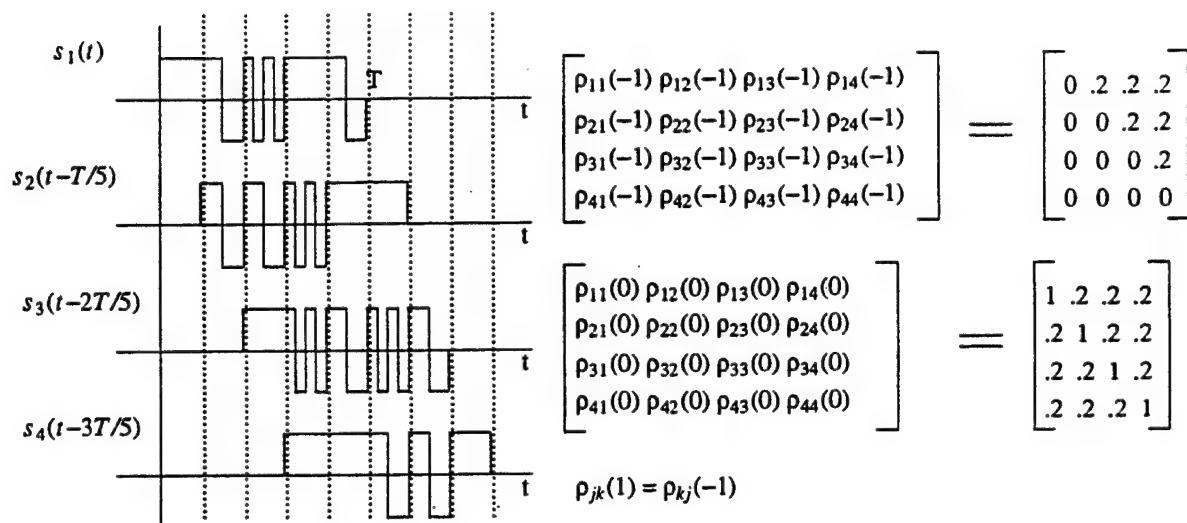 s₁(t)
T
t
s₂(t−T/5)
t
s₃(t−2T/5)
t
s₄(t−3T/5)
t
ρ₁₁(−1) ρ₁₂(−1) ρ₁₃(−1) ρ₁₄(−1)
ρ₂₁(−1) ρ₂₂(−1) ρ₂₃(−1) ρ₂₄(−1)
ρ₃₁(−1) ρ₃₂(−1) ρ₃₃(−1) ρ₃₄(−1)
ρ₄₁(−1) ρ₄₂(−1) ρ₄₃(−1) ρ₄₄(−1)
=
0 .2 .2 .2
0 0 .2 .2
0 0 0 .2
0 0 0 0
ρ₁₁(0) ρ₁₂(0) ρ₁₃(0) ρ₁₄(0)
ρ₂₁(0) ρ₂₂(0) ρ₂₃(0) ρ₂₄(0)
ρ₃₁(0) ρ₃₂(0) ρ₃₃(0) ρ₃₄(0)
ρ₄₁(0) ρ₄₂(0) ρ₄₃(0) ρ₄₄(0)
=
1 .2 .2 .2
.2 1 .2 .2
.2 .2 1 .2
.2 .2 .2 1
ρⱼₖ(1) = ρₖⱼ(−1)